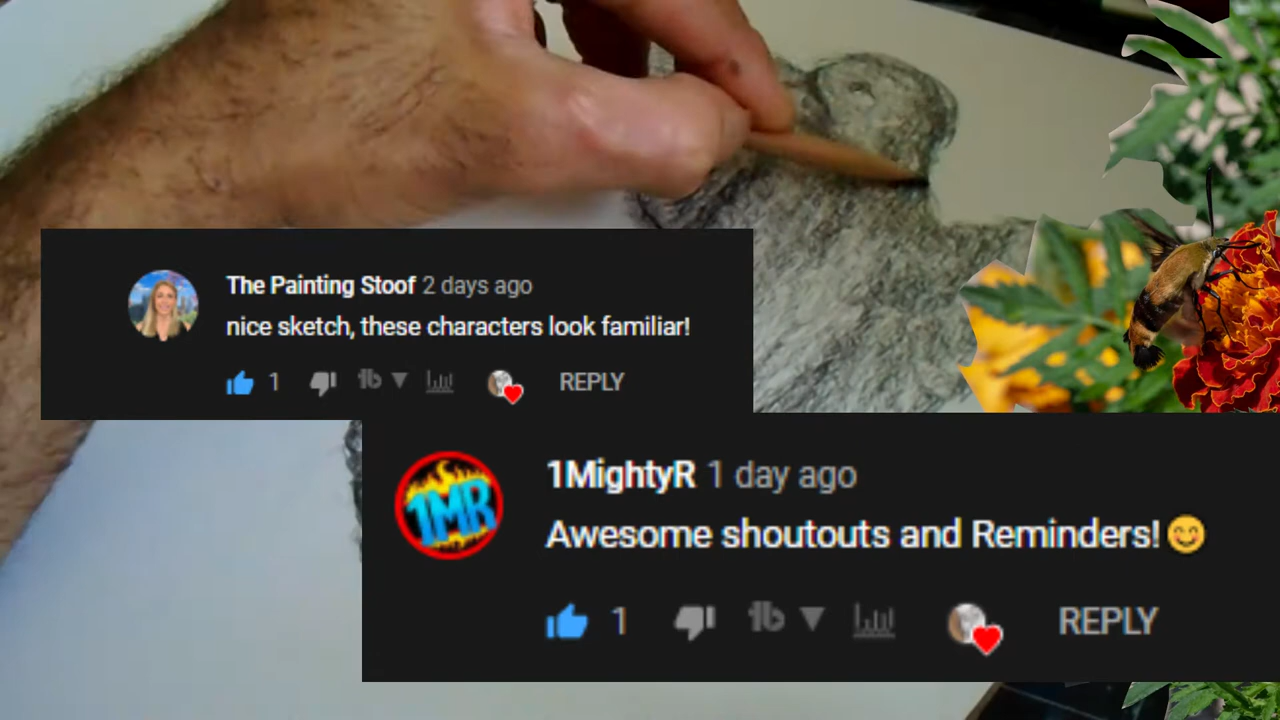 The Painting Stoof 2 days ago
nice sketch, these characters look familiar!
1 REPLY
1MR
1MightyR 1 day ago
Awesome shoutouts and Reminders!😊
1 REPLY